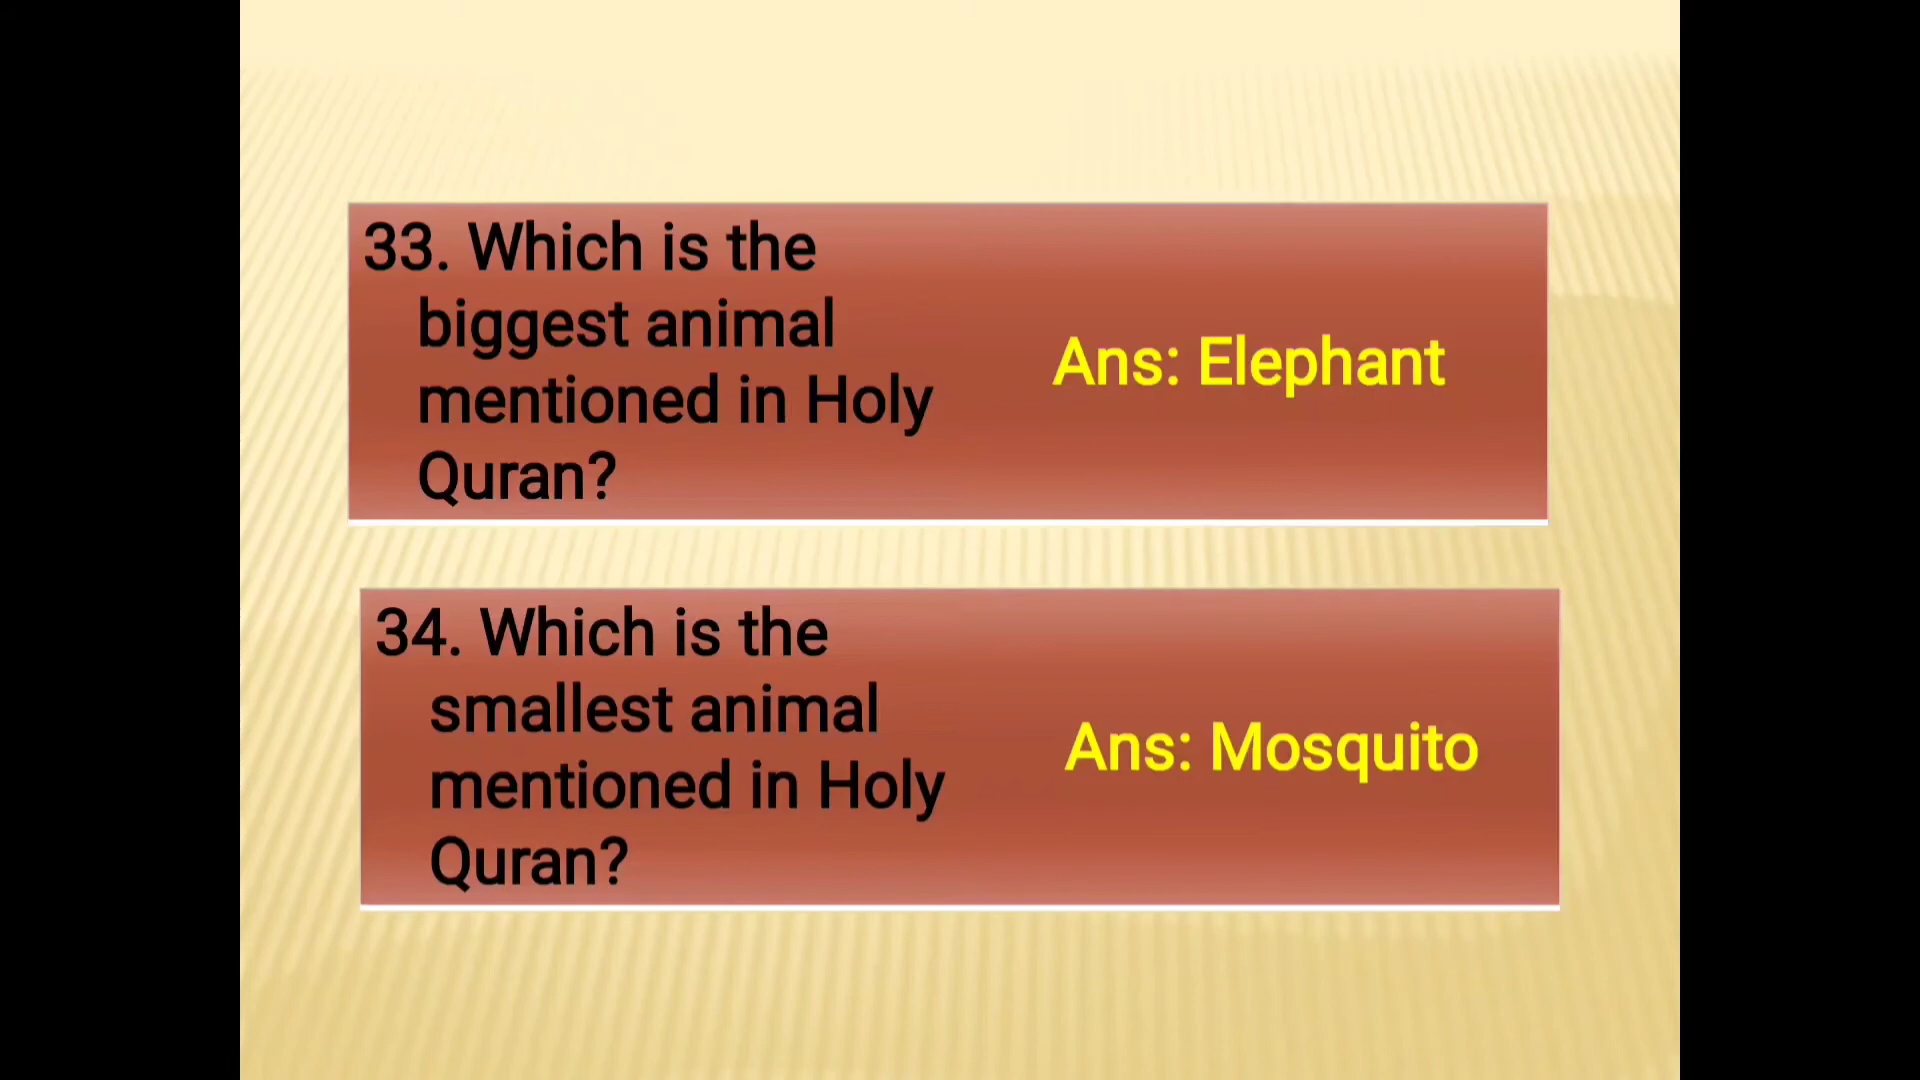 33. Which is the
biggest animal
mentioned in Holy
Quran?
Ans: Elephant
34. Which is the
smallest animal
mentioned in Holy
Quran?
Ans: Mosquito